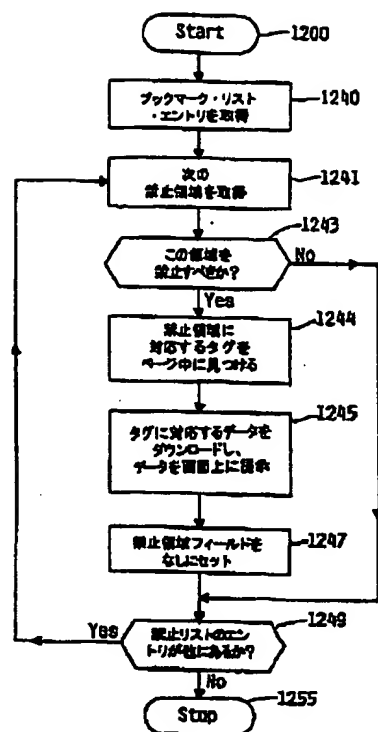 Start
1200
ブックマーク・リスト
・エントリを取得
1240
次の
禁止領域を取得
1241
1243
この領域を
禁止すべきか?
No
Yes
禁止領域に
対応するタグを
ページ中に見つける
1244
タグに対応するデータを
ダウンロードし、
データを画面上に提示
1245
禁止領域フィールドを
なしにセット
1247
1249
禁止リストのエン
トリが他にあるか?
Yes
No
Stop
1255